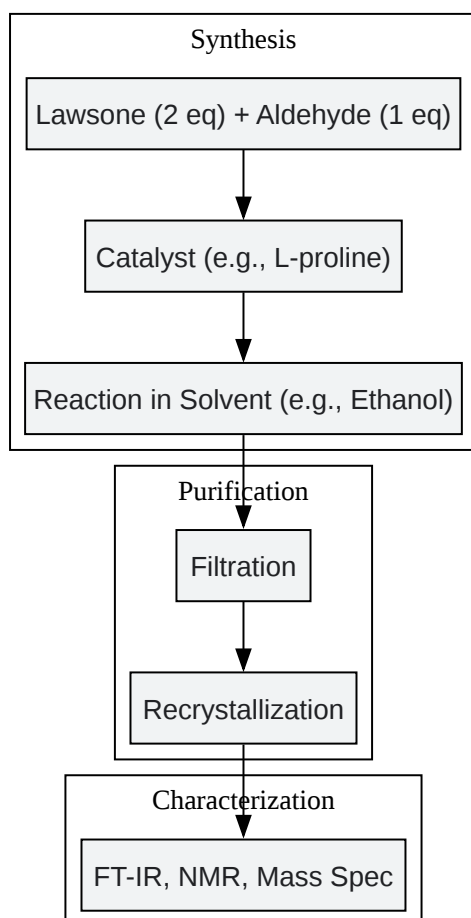 Synthesis
Lawsone (2 eq) + Aldehyde (1 eq)
Catalyst (e.g., L-proline)
Reaction in Solvent (e.g., Ethanol)
Purification
Filtration
Recrystallization
Characterization
FT-IR, NMR, Mass Spec